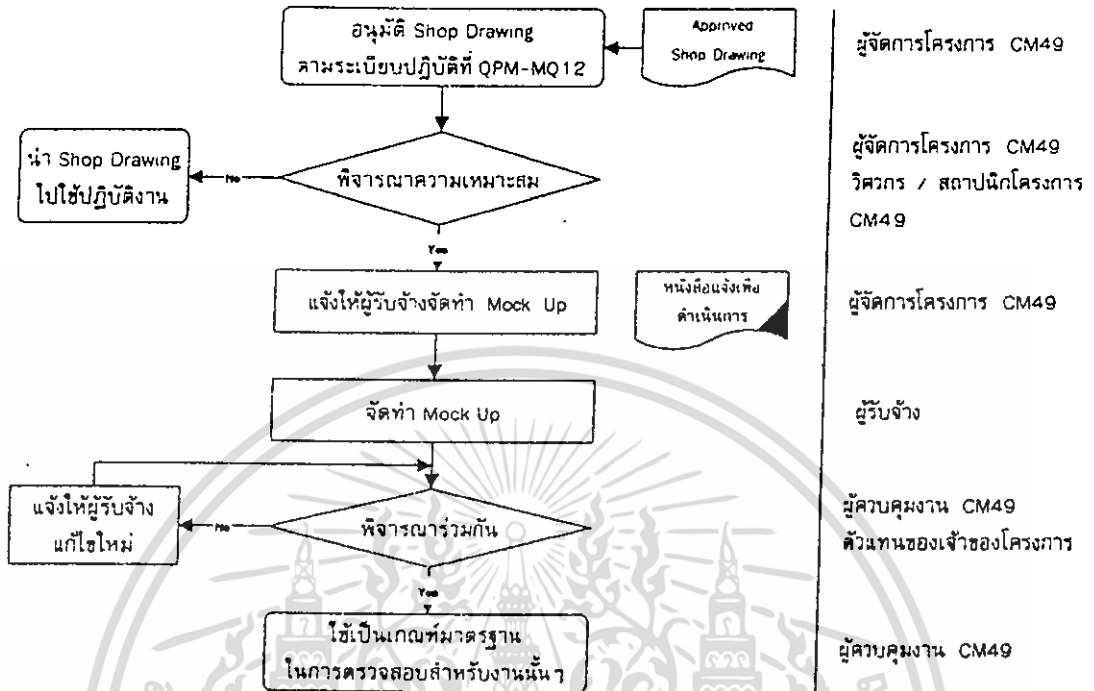 อนุมัติ Shop Drawing
ตามระเบียบปฏิบัติที่ QPM-MQ12
Approved
Shop Drawing
ผู้จัดการโครงการ CM49
นำ Shop Drawing
ไปใช้ปฏิบัติงาน
No
พิจารณาความเหมาะสม
ผู้จัดการโครงการ CM49
วิศวกร / สถาปนิกโครงการ
CM49
Yes
แจ้งให้ผู้รับจ้างจัดทำ Mock Up
หนังสือแจ้งเพื่อ
ดำเนินการ
ผู้จัดการโครงการ CM49
จัดทำ Mock Up
ผู้รับจ้าง
แจ้งให้ผู้รับจ้าง
แก้ไขใหม่
No
พิจารณาร่วมกัน
ผู้ควบคุมงาน CM49
ตัวแทนของเจ้าของโครงการ
Yes
ใช้เป็นเกณฑ์มาตรฐาน
ในการตรวจสอบสำหรับงานนั้น ๆ
ผู้ควบคุมงาน CM49